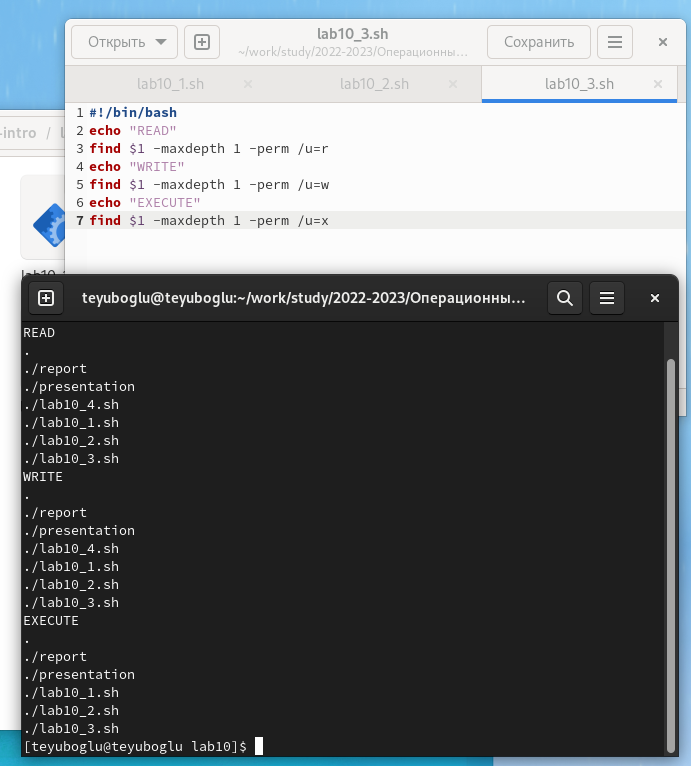 Открыть
lab10_3.sh
~/work/study/2022-2023/Операционны...
Сохранить
lab10_1.sh
lab10_2.sh
lab10_3.sh
-intro / l
1 #!/bin/bash
2 echo "READ"
3 find $1 -maxdepth 1 -perm /u=r
4 echo "WRITE"
5 find $1 -maxdepth 1 -perm /u=w
6 echo "EXECUTE"
7 find $1 -maxdepth 1 -perm /u=x
teyuboglu@teyuboglu:~/work/study/2022-2023/Операционны...
READ
.
./report
./presentation
./lab10_4.sh
./lab10_1.sh
./lab10_2.sh
./lab10_3.sh
WRITE
.
./report
./presentation
./lab10_4.sh
./lab10_1.sh
./lab10_2.sh
./lab10_3.sh
EXECUTE
.
./report
./presentation
./lab10_1.sh
./lab10_2.sh
./lab10_3.sh
[teyuboglu@teyuboglu lab10]$